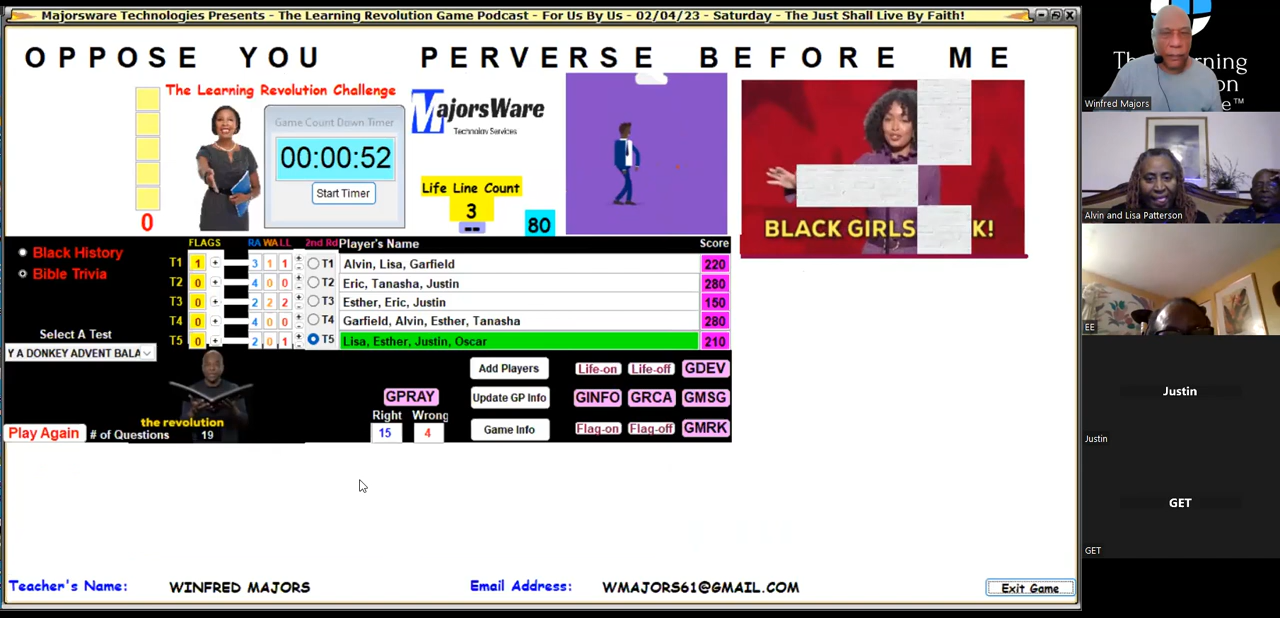 Majorsware Technologies Presents - The Learning Revolution Game Podcast - For Us By Us - 02/04/23 - Saturday - The Just Shall Live By Faith!
OPPOSE YOU PERVERSE BEFORE ME
The Learning Revolution Challenge
Game Count Down Timer
00:00:52
Start Timer
0
MajorsWare
Technology Services
Life Line Count
3
--
80
BLACK GIRLS K!
FLAGS RA WA LL 2nd Rd Player's Name Score
Black History
Bible Trivia
T1 1 + 3 1 1 + - T1 Alvin, Lisa, Garfield 220
T2 0 + 4 0 0 + - T2 Eric, Tanasha, Justin 280
T3 0 + 2 2 2 + - T3 Esther, Eric, Justin 150
T4 0 + 4 0 0 + - T4 Garfield, Alvin, Esther, Tanasha 280
T5 0 + 2 0 1 + - T5 Lisa, Esther, Justin, Oscar 210
Select A Test
Y A DONKEY ADVENT BALA
the revolution
Play Again # of Questions 19
GPRAY
Right Wrong
15 4
Add Players Life-on Life-off GDEV
Update GP Info GINFO GRCA GMSG
Game Info Flag-on Flag-off GMRK
Teacher's Name: WINFRED MAJORS Email Address: WMAJORS61@GMAIL.COM Exit Game
Winfred Majors
Alvin and Lisa Patterson
EE
Justin
Justin
GET
GET